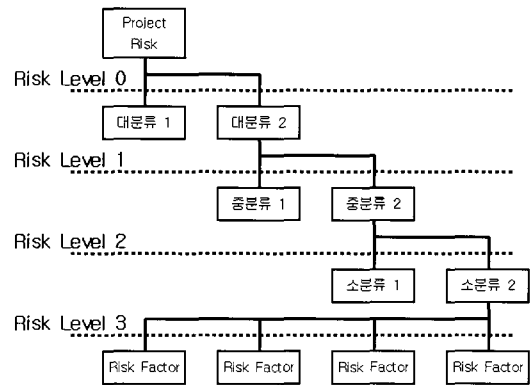 Project
Risk
Risk Level 0
대분류 1
대분류 2
Risk Level 1
중분류 1
중분류 2
Risk Level 2
소분류 1
소분류 2
Risk Level 3
Risk Factor
Risk Factor
Risk Factor
Risk Factor